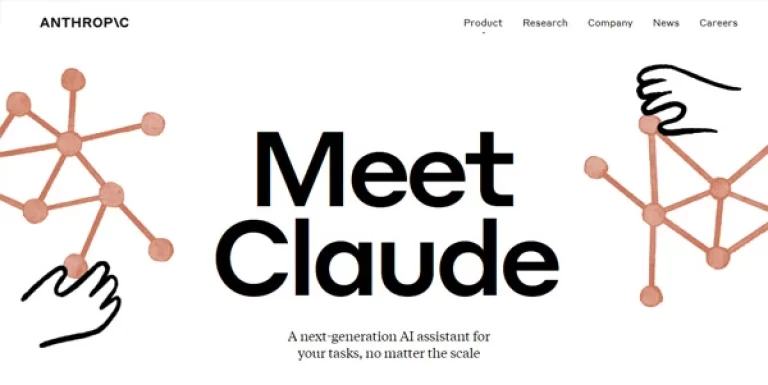 ANTHROP\C
Product Research Company News Careers
Meet
Claude
A next-generation AI assistant for
your tasks, no matter the scale